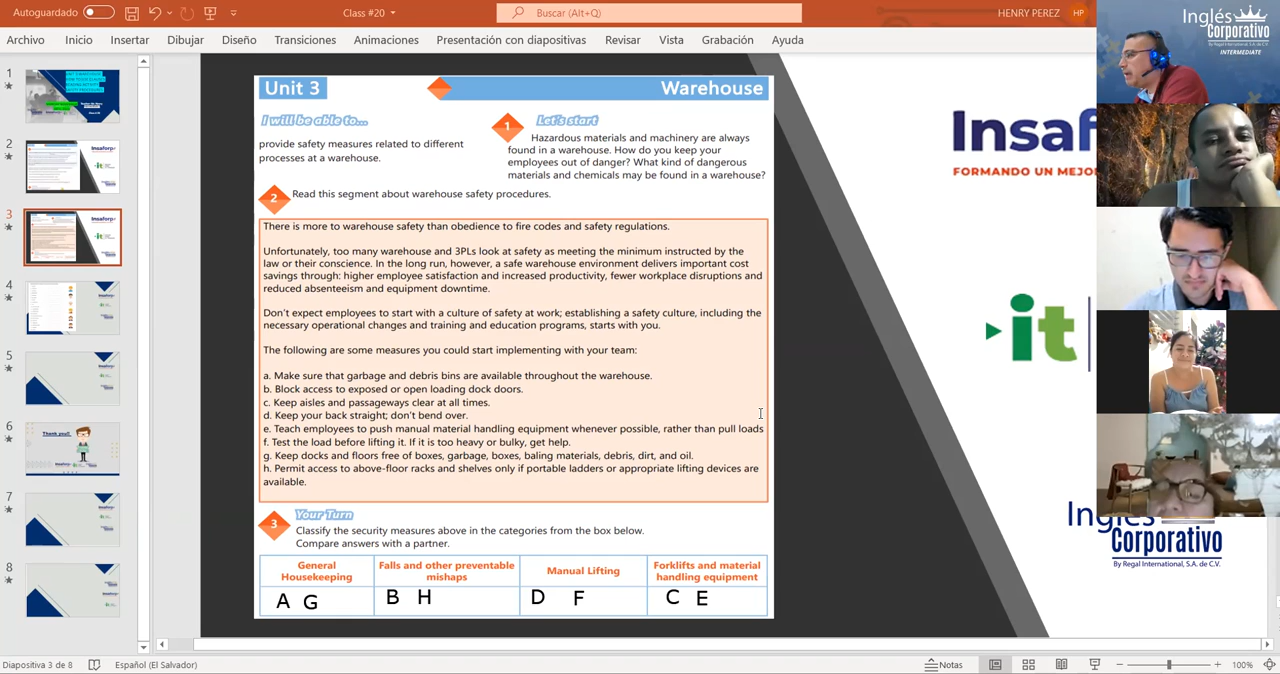 Autoguardado
Class #20
Buscar (Alt+Q)
HENRY PEREZ
HP
Archivo Inicio Insertar Dibujar Diseño Transiciones Animaciones Presentación con diapositivas Revisar Vista Grabación Ayuda
Inglés
Corporativo
By Regal International, S.A. de C.V.
INTERMEDIATE
1
2
3
4
5
6
Thank you!!
7
8
Unit 3
Warehouse
I will be able to...
provide safety measures related to different
processes at a warehouse.
1
Let's start
Hazardous materials and machinery are always
found in a warehouse. How do you keep your
employees out of danger? What kind of dangerous
materials and chemicals may be found in a warehouse?
2
Read this segment about warehouse safety procedures.
There is more to warehouse safety than obedience to fire codes and safety regulations.
Unfortunately, too many warehouse and 3PLs look at safety as meeting the minimum instructed by the
law or their conscience. In the long run, however, a safe warehouse environment delivers important cost
savings through: higher employee satisfaction and increased productivity, fewer workplace disruptions and
reduced absenteeism and equipment downtime.
Don't expect employees to start with a culture of safety at work; establishing a safety culture, including the
necessary operational changes and training and education programs, starts with you.
The following are some measures you could start implementing with your team:
a. Make sure that garbage and debris bins are available throughout the warehouse.
b. Block access to exposed or open loading dock doors.
c. Keep aisles and passageways clear at all times.
d. Keep your back straight; don't bend over.
e. Teach employees to push manual material handling equipment whenever possible, rather than pull loads
f. Test the load before lifting it. If it is too heavy or bulky, get help.
g. Keep docks and floors free of boxes, garbage, boxes, baling materials, debris, dirt, and oil.
h. Permit access to above-floor racks and shelves only if portable ladders or appropriate lifting devices are
available.
3
Your Turn
Classify the security measures above in the categories from the box below.
Compare answers with a partner.
General
Housekeeping
Falls and other preventable
mishaps
Manual Lifting
Forklifts and material
handling equipment
A G
B H
D F
C E
Insaf
FORMANDO UN MEJO
it
Inglés
Corporativo
By Regal International, S.A. de C.V.
Diapositiva 3 de 8
Español (El Salvador)
Notas
100%